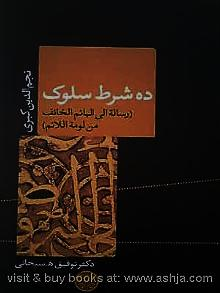 نجم الدین کبری
ده شرط سلوک
(رسالة الی الهائم الخائف
من لومة اللائم)
دکتر توفیق ه. سبحانی
visit & buy books at: www.ashja.com